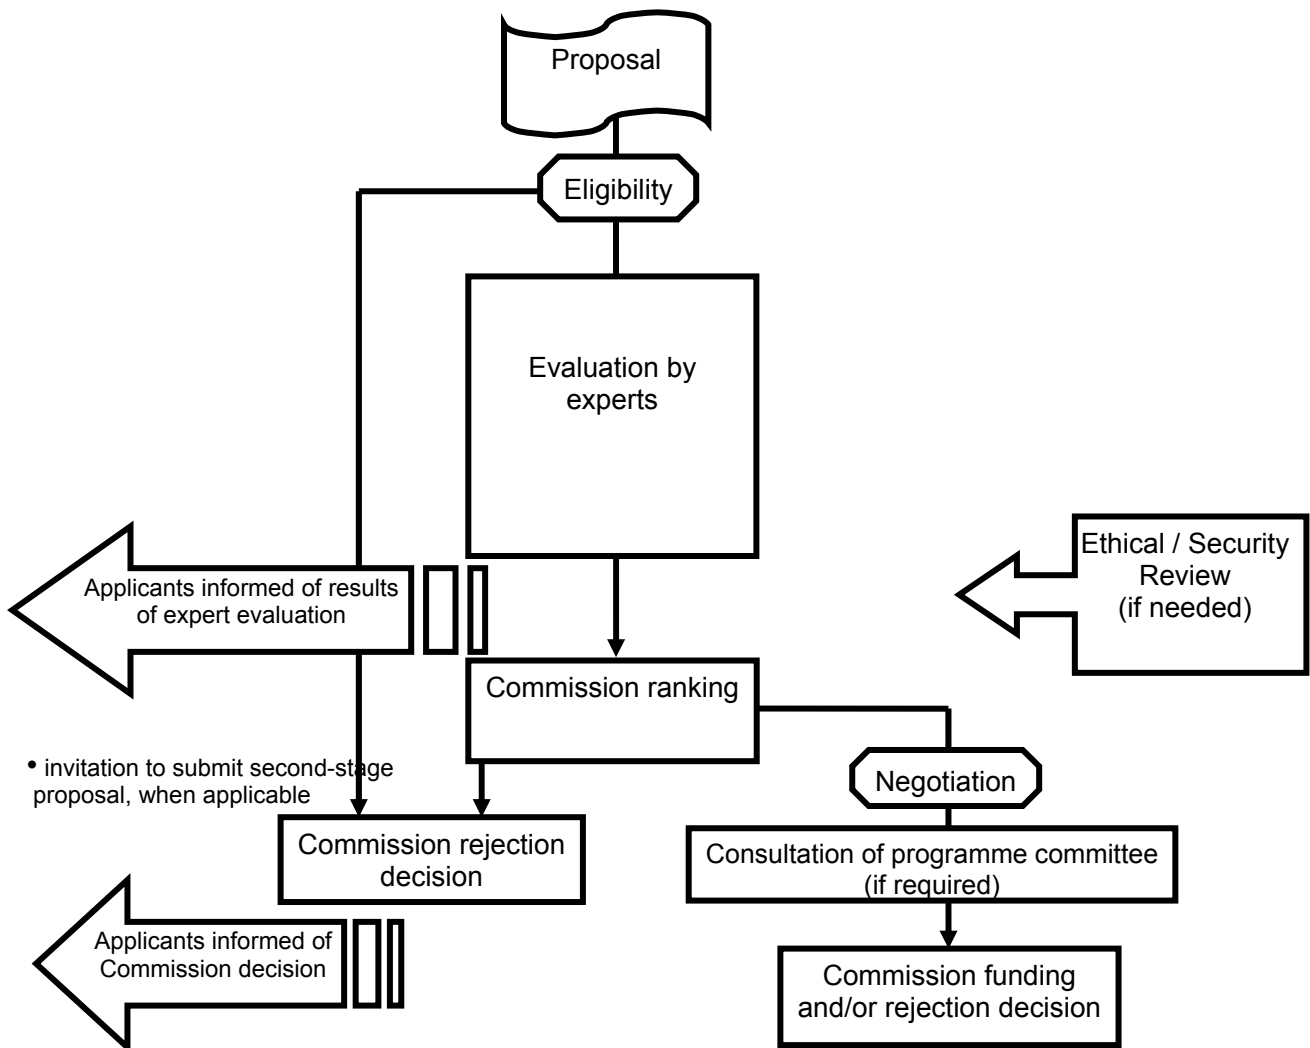 Proposal
Eligibility
Evaluation by
experts
Ethical / Security
Review
(if needed)
Applicants informed of results
of expert evaluation
Commission ranking
• invitation to submit second-stage
proposal, when applicable
Negotiation
Commission rejection
decision
Consultation of programme committee
(if required)
Applicants informed of
Commission decision
Commission funding
and/or rejection decision